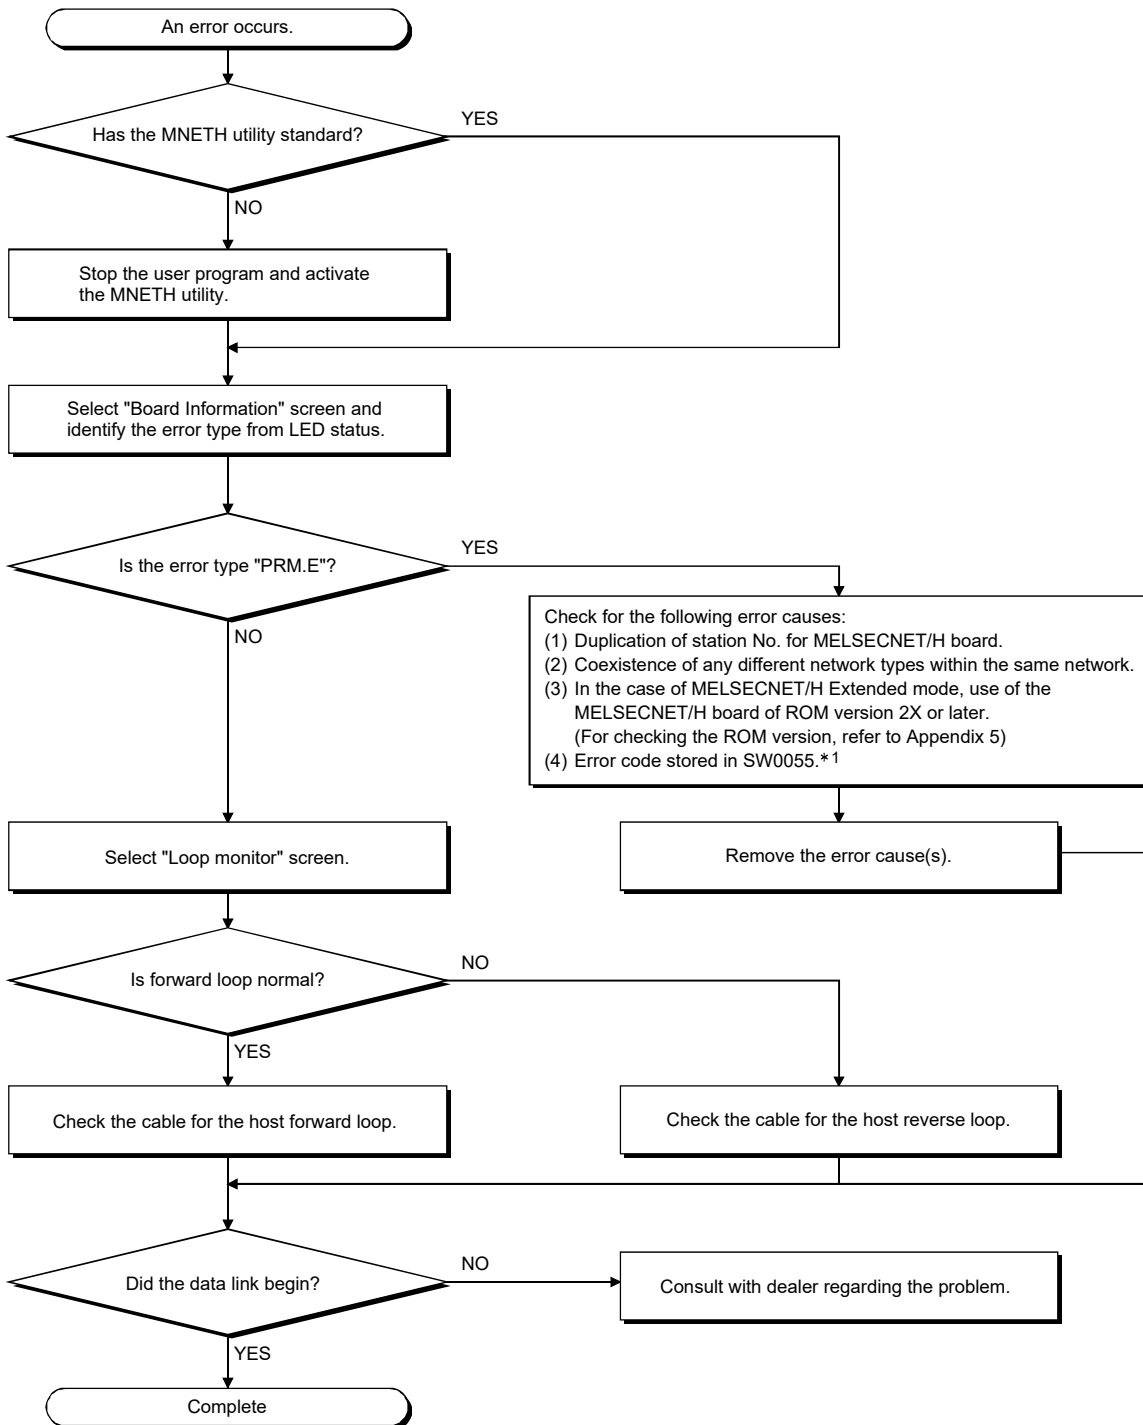 An error occurs.
Has the MNETH utility standard?
YES
NO
Stop the user program and activate
the MNETH utility.
Select "Board Information" screen and
identify the error type from LED status.
Is the error type "PRM.E"?
YES
NO
Check for the following error causes:
(1) Duplication of station No. for MELSECNET/H board.
(2) Coexistence of any different network types within the same network.
(3) In the case of MELSECNET/H Extended mode, use of the
MELSECNET/H board of ROM version 2X or later.
(For checking the ROM version, refer to Appendix 5)
(4) Error code stored in SW0055.*1
Select "Loop monitor" screen.
Remove the error cause(s).
Is forward loop normal?
NO
YES
Check the cable for the host forward loop.
Check the cable for the host reverse loop.
Did the data link begin?
NO
Consult with dealer regarding the problem.
YES
Complete